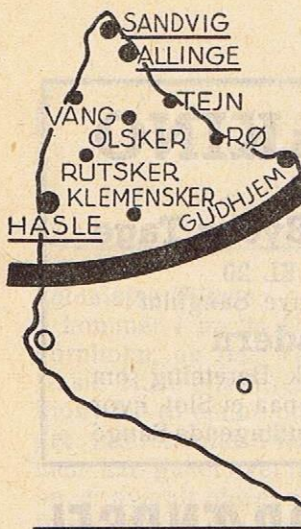 SANDVIG
ALLINGE
TEJN
VANG
OLSKER
RØ
RUTSKER
KLEMENSKER
GUDHJEM
HASLE